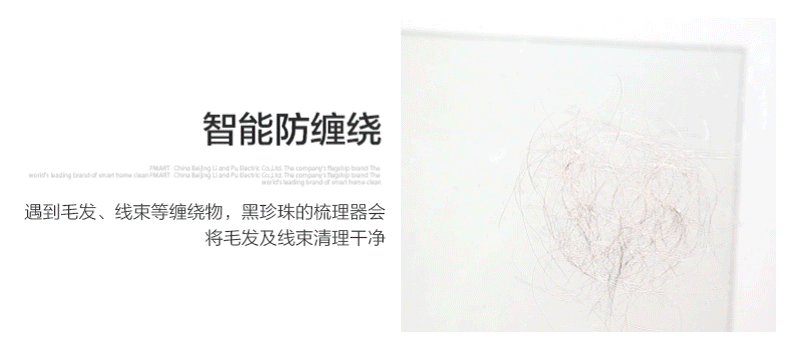 智能防缠绕
FMART · China Beijing Li and Pu Electric Co.,Ltd. The company's flagship brand The
world's leading brand of smart home clean FMART · China Beijing Li and Pu Electric Co.,Ltd. The company's flagship brand The
world's leading brand of smart home clean
遇到毛发、线束等缠绕物，黑珍珠的梳理器会
将毛发及线束清理干净